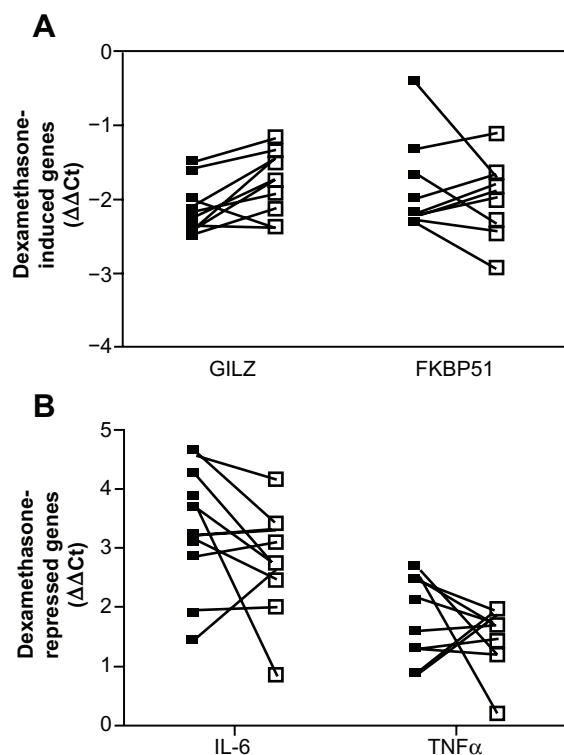 A
Dexamethasone-
induced genes
(ΔΔCt)
0
−1
−2
−3
−4
GILZ
FKBP51
B
Dexamethasone-
repressed genes
(ΔΔCt)
5
4
3
2
1
0
IL-6
TNFα